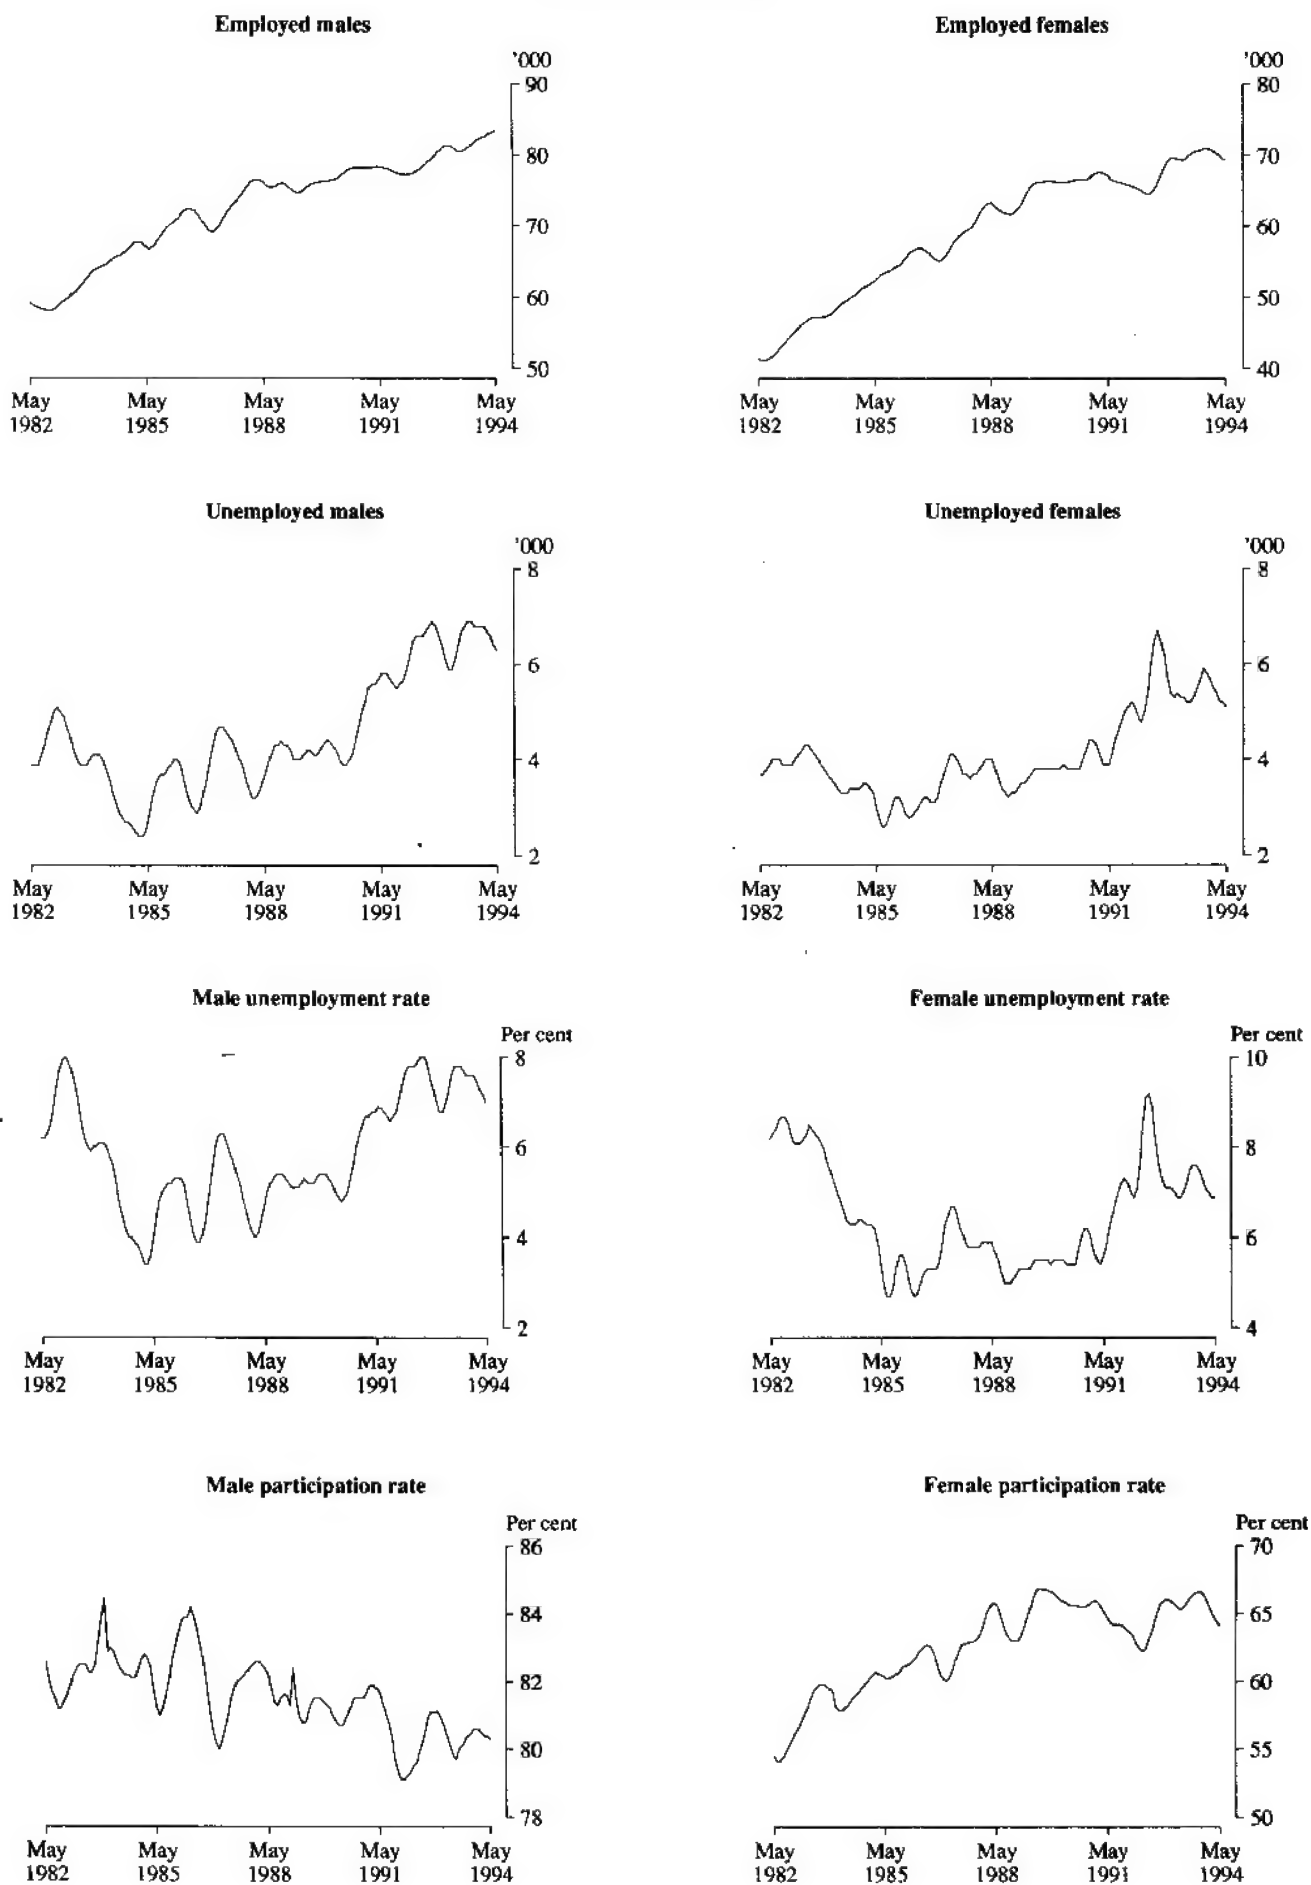 Employed males
'000
90
80
70
60
50
May May May May May
1982 1985 1988 1991 1994
Employed females
'000
80
70
60
50
40
May May May May May
1982 1985 1988 1991 1994
Unemployed males
'000
8
6
4
2
May May May May May
1982 1985 1988 1991 1994
Unemployed females
'000
8
6
4
2
May May May May May
1982 1985 1988 1991 1994
Male unemployment rate
Per cent
8
6
4
2
May May May May May
1982 1985 1988 1991 1994
Female unemployment rate
Per cent
10
8
6
4
May May May May May
1982 1985 1988 1991 1994
Male participation rate
Per cent
86
84
82
80
78
May May May May May
1982 1985 1988 1991 1994
Female participation rate
Per cent
70
65
60
55
50
May May May May May
1982 1985 1988 1991 1994